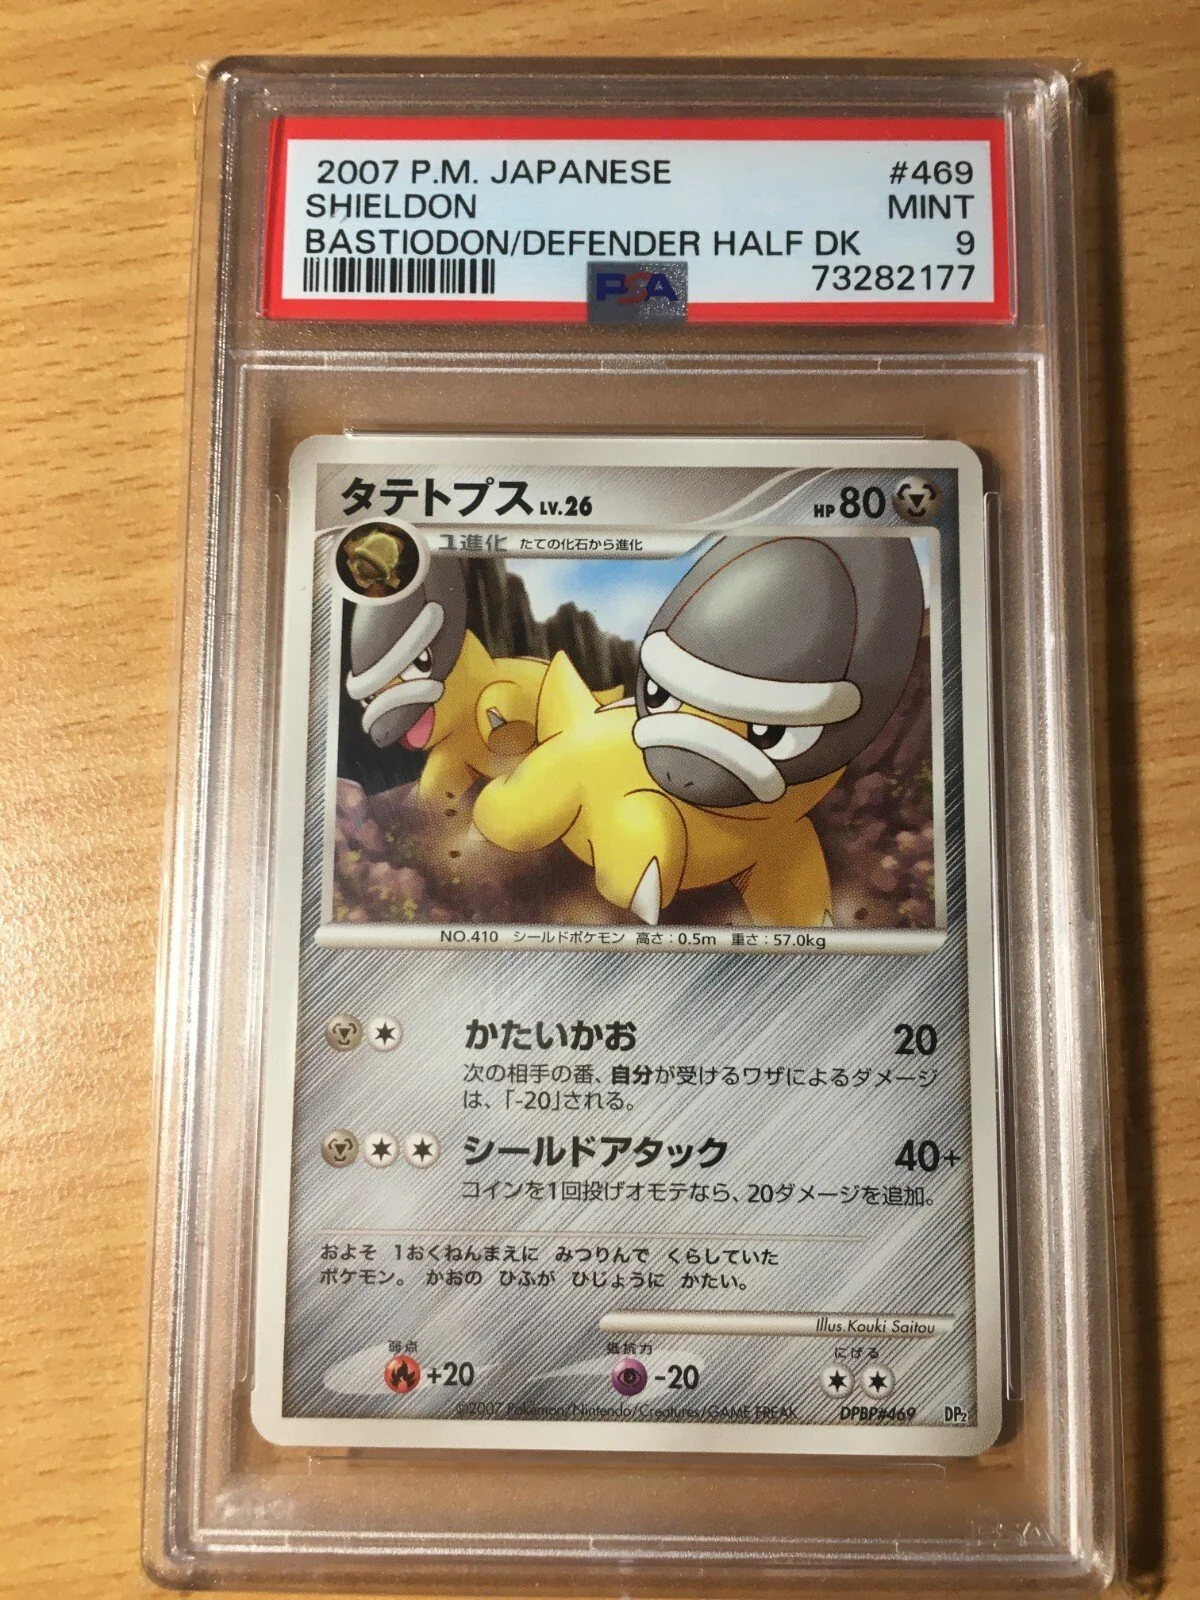 2007 P.M. JAPANESE #469
SHIELDON MINT
BASTIODON/DEFENDER HALF DK 9
73282177
PSA
タテトプス LV.26 HP 80
1進化 たての化石から進化
NO.410 シールドポケモン 高さ:0.5m 重さ:57.0kg
かたいかお 20
次の相手の番、自分が受けるワザによるダメージ
は、「-20」される。
シールドアタック 40+
コインを1回投げオモテなら、20ダメージを追加。
およそ 1おくねんまえに みつりんで くらしていた
ポケモン。 かおの ひふが ひじょうに かたい。
Illus.Kouki Saitou
弱点 抵抗力 にげる
+20 -20
©2007 Pokémon/Nintendo/Creatures/GAME FREAK DPBP#469 DP2